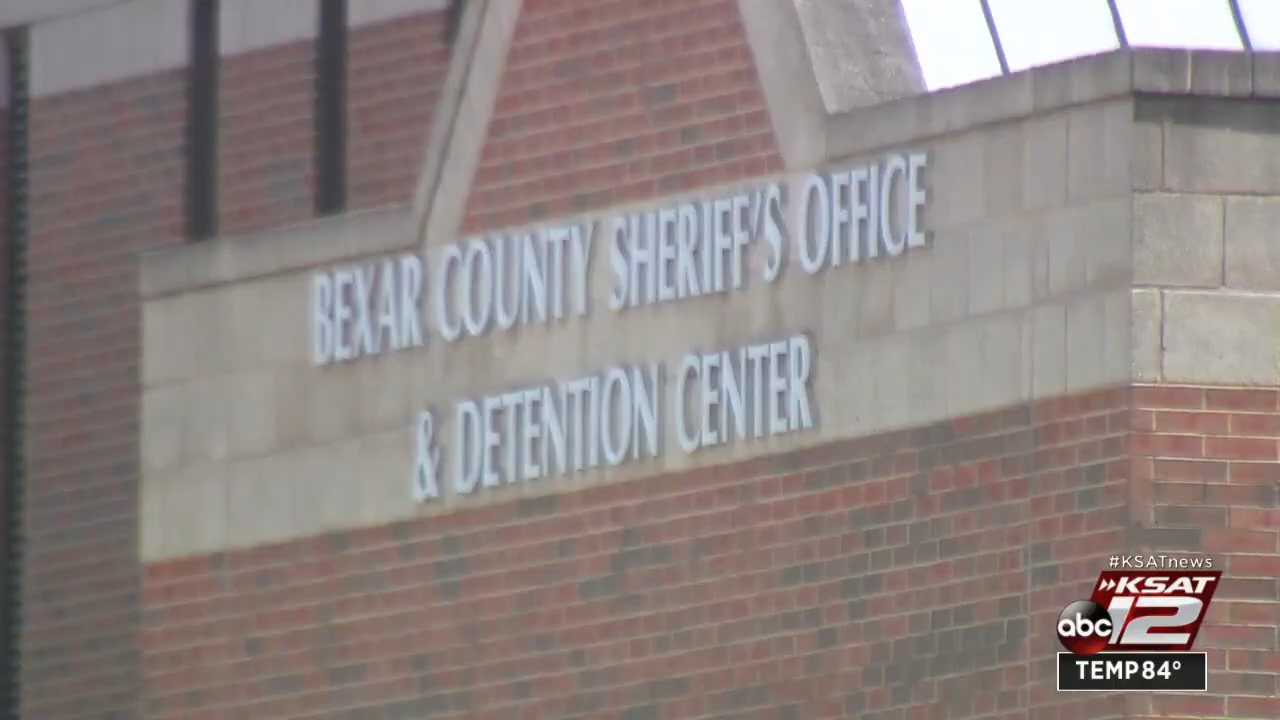 BEXAR COUNTY SHERIFF'S OFFICE
& DETENTION CENTER
#KSATnews
KSAT
abc 12
TEMP 84°